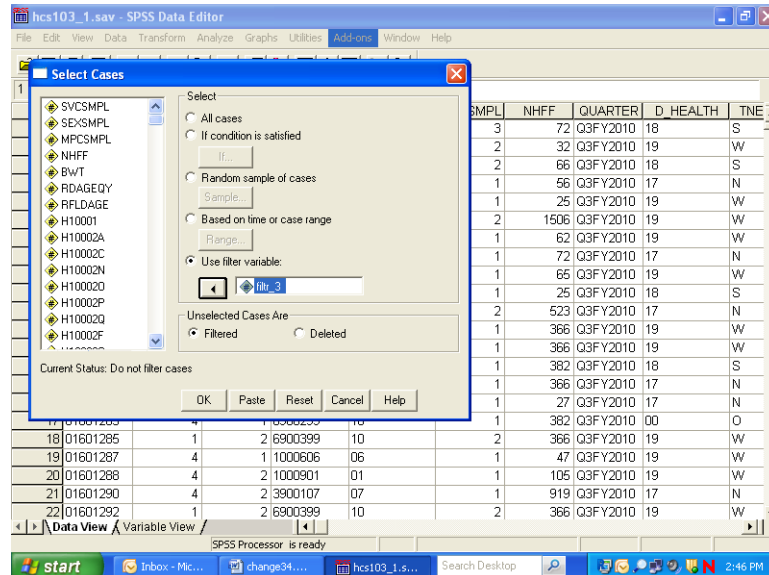 hcs103_1.sav - SPSS Data Editor
File Edit View Data Transform Analyze Graphs Utilities Add-ons Window Help
Select Cases
SVCSMPL
SEXSMPL
MPCSMPL
NHFF
BWT
RDAGEQY
RFLDAGE
H10001
H10002A
H10002C
H10002N
H10002O
H10002P
H10002Q
H10002F
Select
All cases
If condition is satisfied
If...
Random sample of cases
Sample...
Based on time or case range
Range...
Use filter variable:
filtr_3
Unselected Cases Are
Filtered Deleted
Current Status: Do not filter cases
OK Paste Reset Cancel Help
1
SMPL NHFF QUARTER D_HEALTH TNE
3 72 Q3FY2010 18 S
2 32 Q3FY2010 19 W
2 66 Q3FY2010 18 S
1 56 Q3FY2010 17 N
1 25 Q3FY2010 19 W
2 1506 Q3FY2010 19 W
1 62 Q3FY2010 19 W
1 72 Q3FY2010 17 N
1 65 Q3FY2010 19 W
1 25 Q3FY2010 18 S
2 523 Q3FY2010 17 N
1 366 Q3FY2010 19 W
1 366 Q3FY2010 19 W
1 382 Q3FY2010 18 S
1 366 Q3FY2010 17 N
1 27 Q3FY2010 17 N
1 382 Q3FY2010 00 O
18 01601285 1 2 6900399 10 2 366 Q3FY2010 19 W
19 01601287 4 1 1000606 06 1 47 Q3FY2010 19 W
20 01601288 4 2 1000901 01 1 105 Q3FY2010 19 W
21 01601290 4 2 3900107 07 1 919 Q3FY2010 17 N
22 01601292 1 2 6900399 10 2 366 Q3FY2010 19 W
Data View Variable View
SPSS Processor is ready
start Inbox - Mic... change34.... hcs103_1.s... Search Desktop 2:46 PM